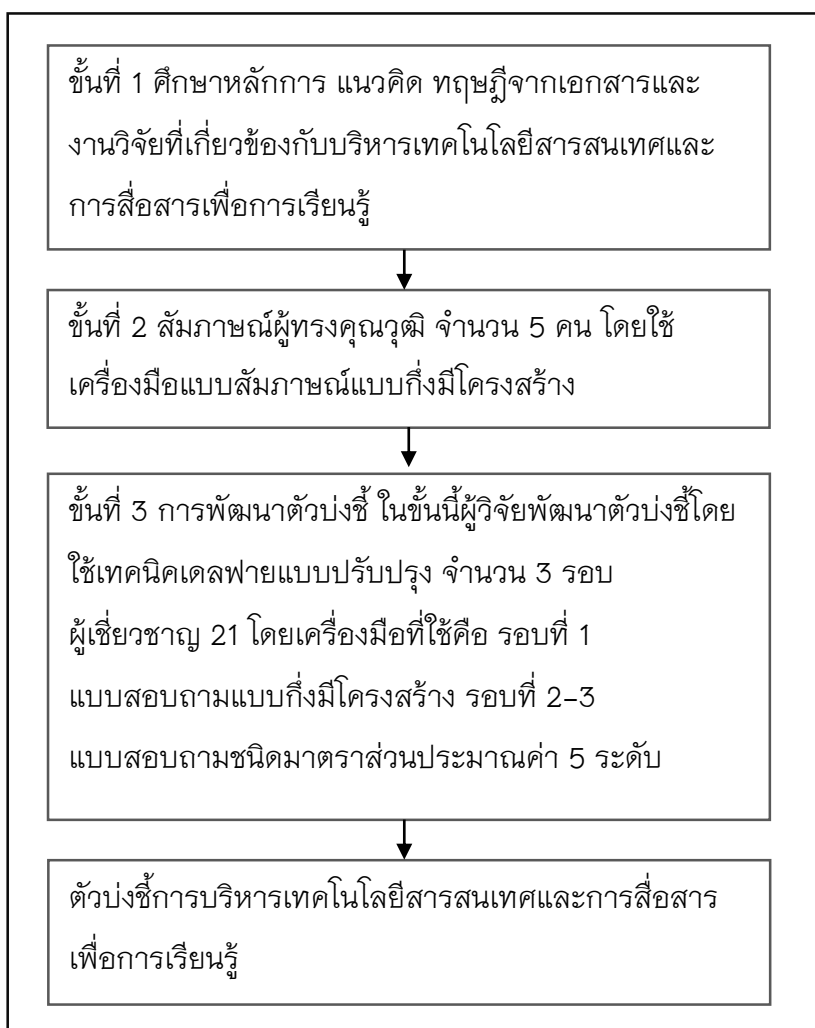 ขั้นที่ 1 ศึกษาหลักการ แนวคิด ทฤษฎีจากเอกสารและ
งานวิจัยที่เกี่ยวข้องกับบริหารเทคโนโลยีสารสนเทศและ
การสื่อสารเพื่อการเรียนรู้
ขั้นที่ 2 สัมภาษณ์ผู้ทรงคุณวุฒิ จำนวน 5 คน โดยใช้
เครื่องมือแบบสัมภาษณ์แบบกึ่งมีโครงสร้าง
ขั้นที่ 3 การพัฒนาตัวบ่งชี้ ในขั้นนี้ผู้วิจัยพัฒนาตัวบ่งชี้โดย
ใช้เทคนิคเดลฟายแบบปรับปรุง จำนวน 3 รอบ
ผู้เชี่ยวชาญ 21 โดยเครื่องมือที่ใช้คือ รอบที่ 1
แบบสอบถามแบบกึ่งมีโครงสร้าง รอบที่ 2–3
แบบสอบถามชนิดมาตราส่วนประมาณค่า 5 ระดับ
ตัวบ่งชี้การบริหารเทคโนโลยีสารสนเทศและการสื่อสาร
เพื่อการเรียนรู้